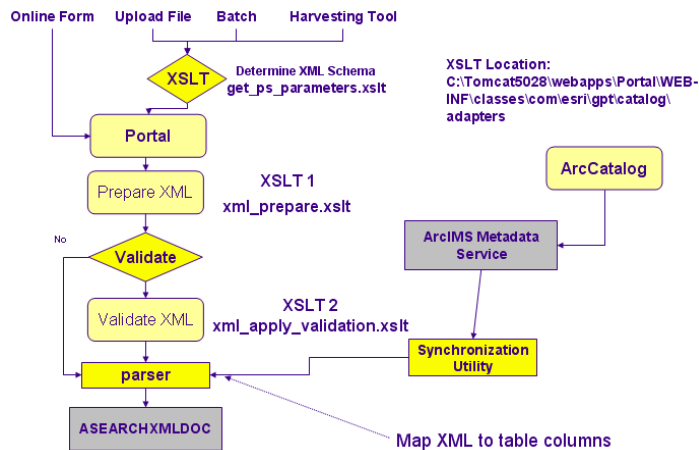 Online Form
Upload File
Batch
Harvesting Tool
XSLT
Determine XML Schema
get_ps_parameters.xslt
XSLT Location:
C:\Tomcat5028\webapps\Portal\WEB-
INF\classes\com\esri\gpt\catalog\
adapters
Portal
ArcCatalog
Prepare XML
XSLT 1
xml_prepare.xslt
ArcIMS Metadata
Service
No
Validate
Validate XML
XSLT 2
xml_apply_validation.xslt
Synchronization
Utility
parser
ASEARCHXMLDOC
Map XML to table columns